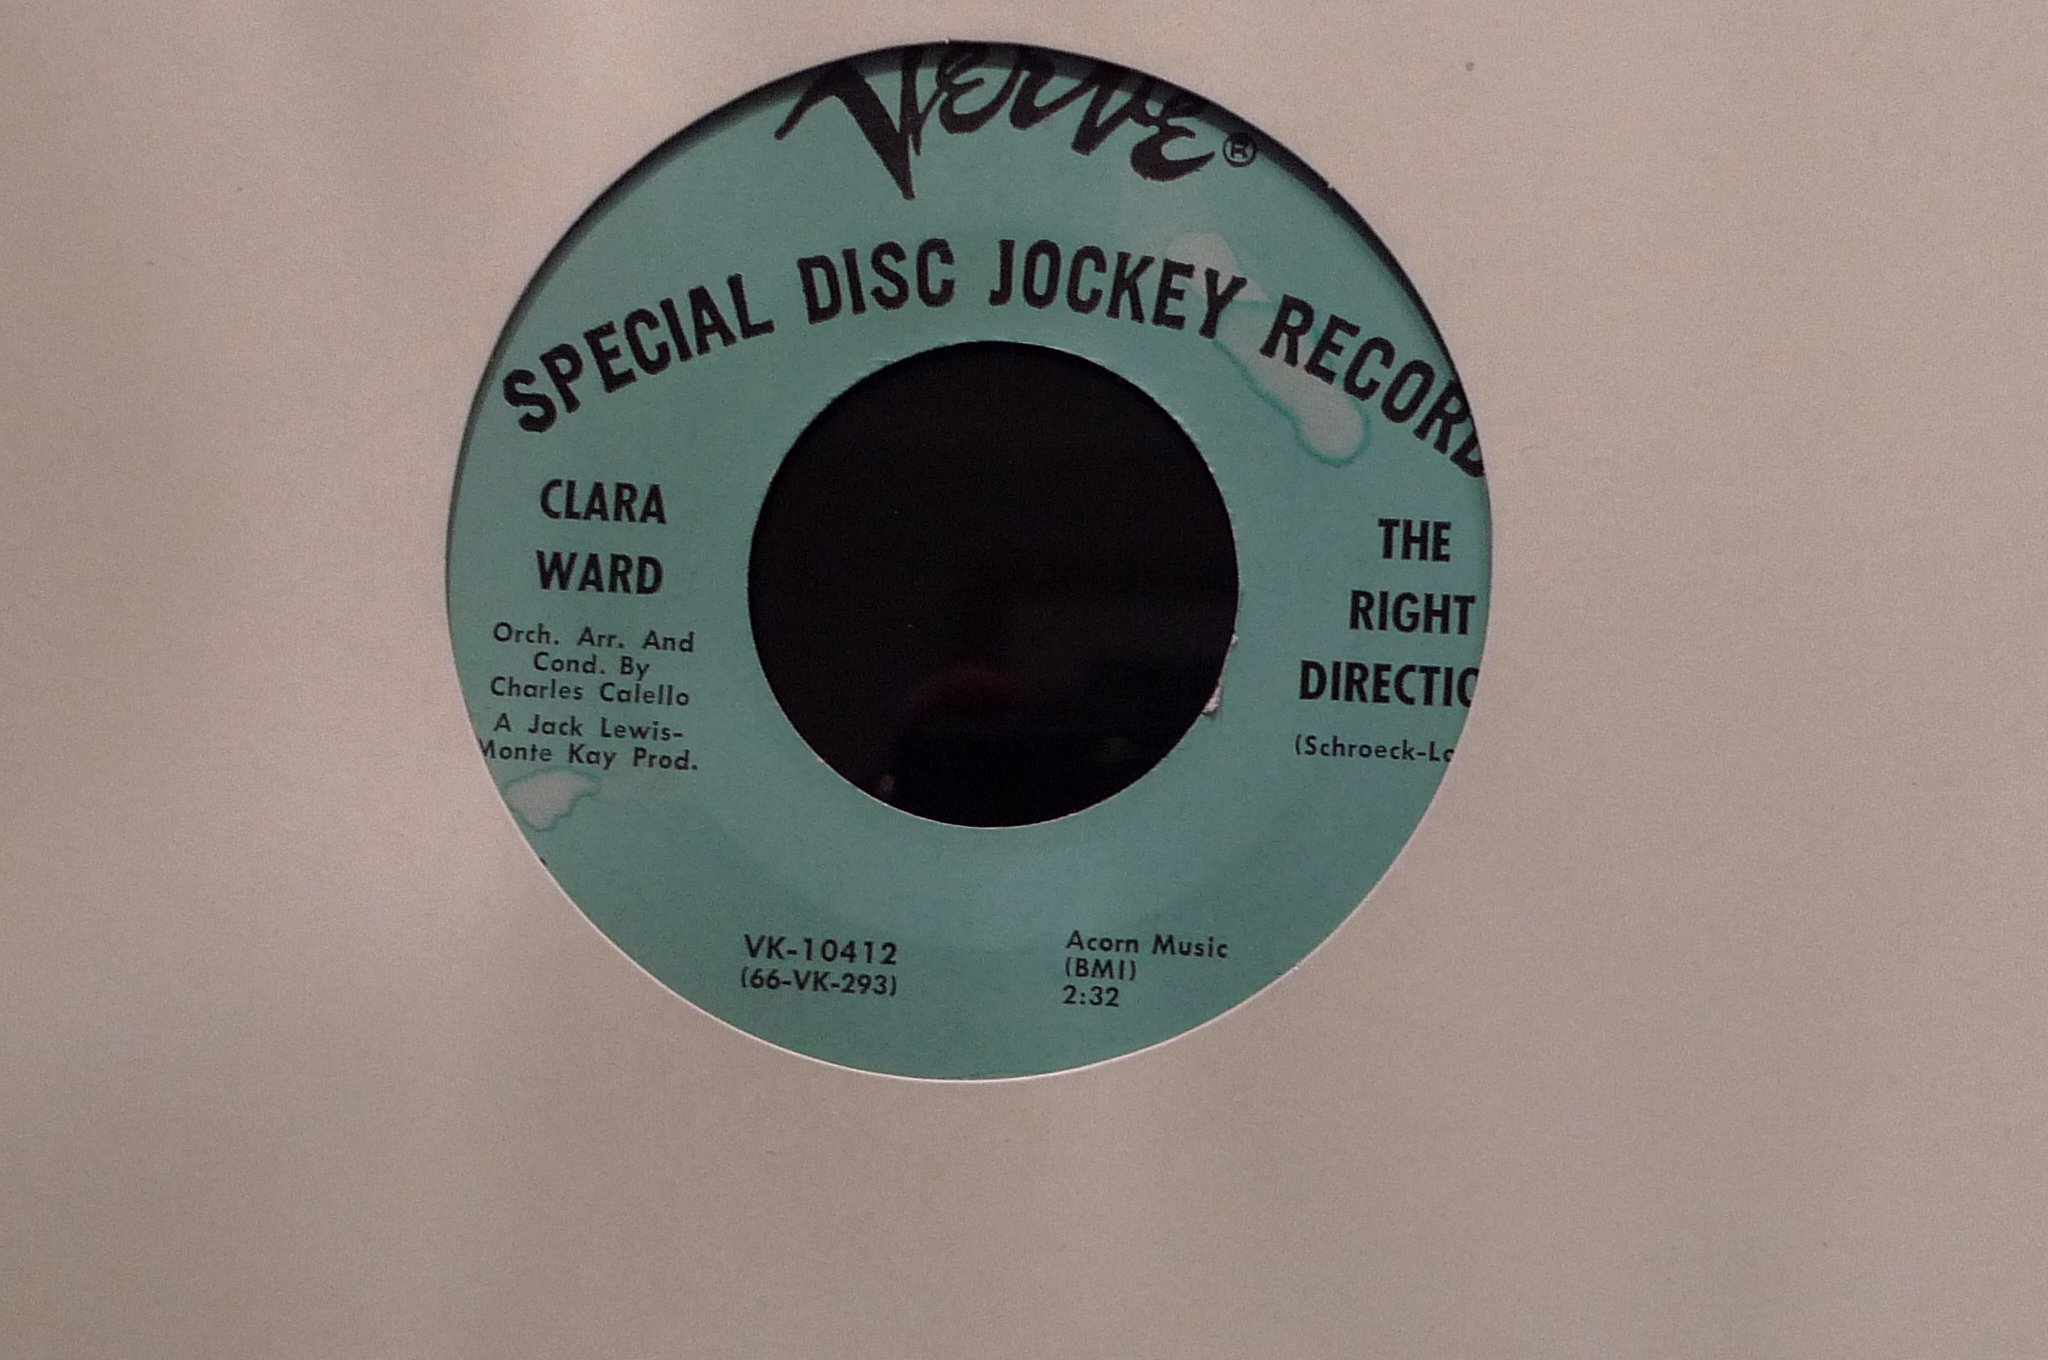 Verve®
SPECIAL DISC JOCKEY RECORD
CLARA
WARD
Orch. Arr. And
Cond. By
Charles Calello
A Jack Lewis-
Monte Kay Prod.
THE
RIGHT
DIRECTIO
(Schroeck-Lo
VK-10412
(66-VK-293)
Acorn Music
(BMI)
2:32